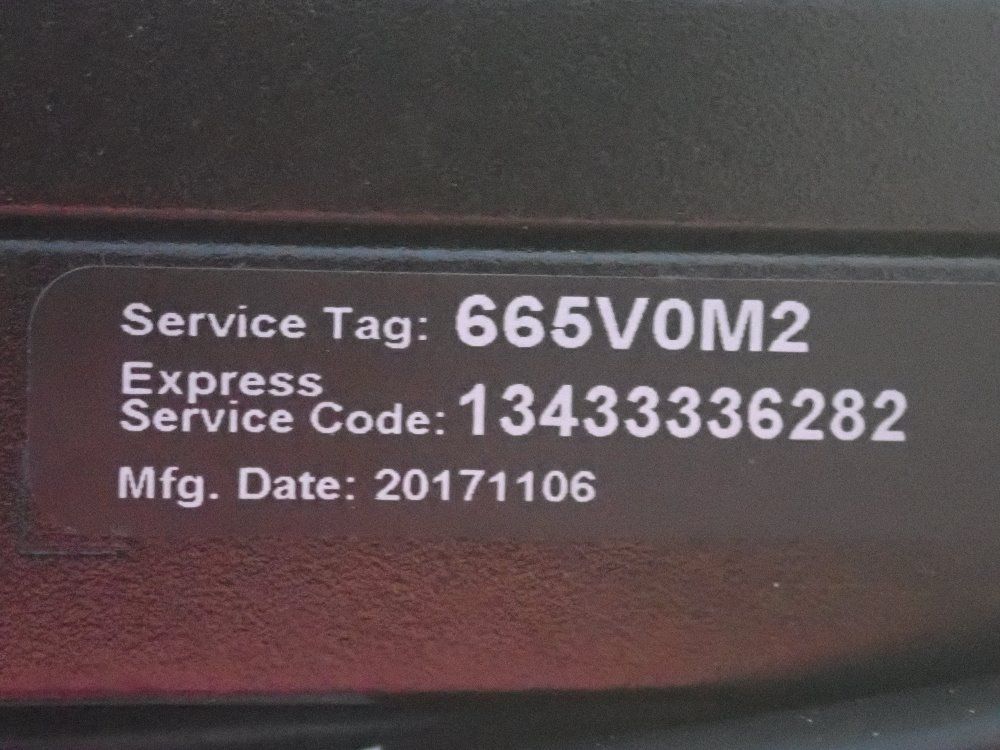 Service Tag: 665V0M2
Express
Service Code: 13433336282
Mfg. Date: 20171106